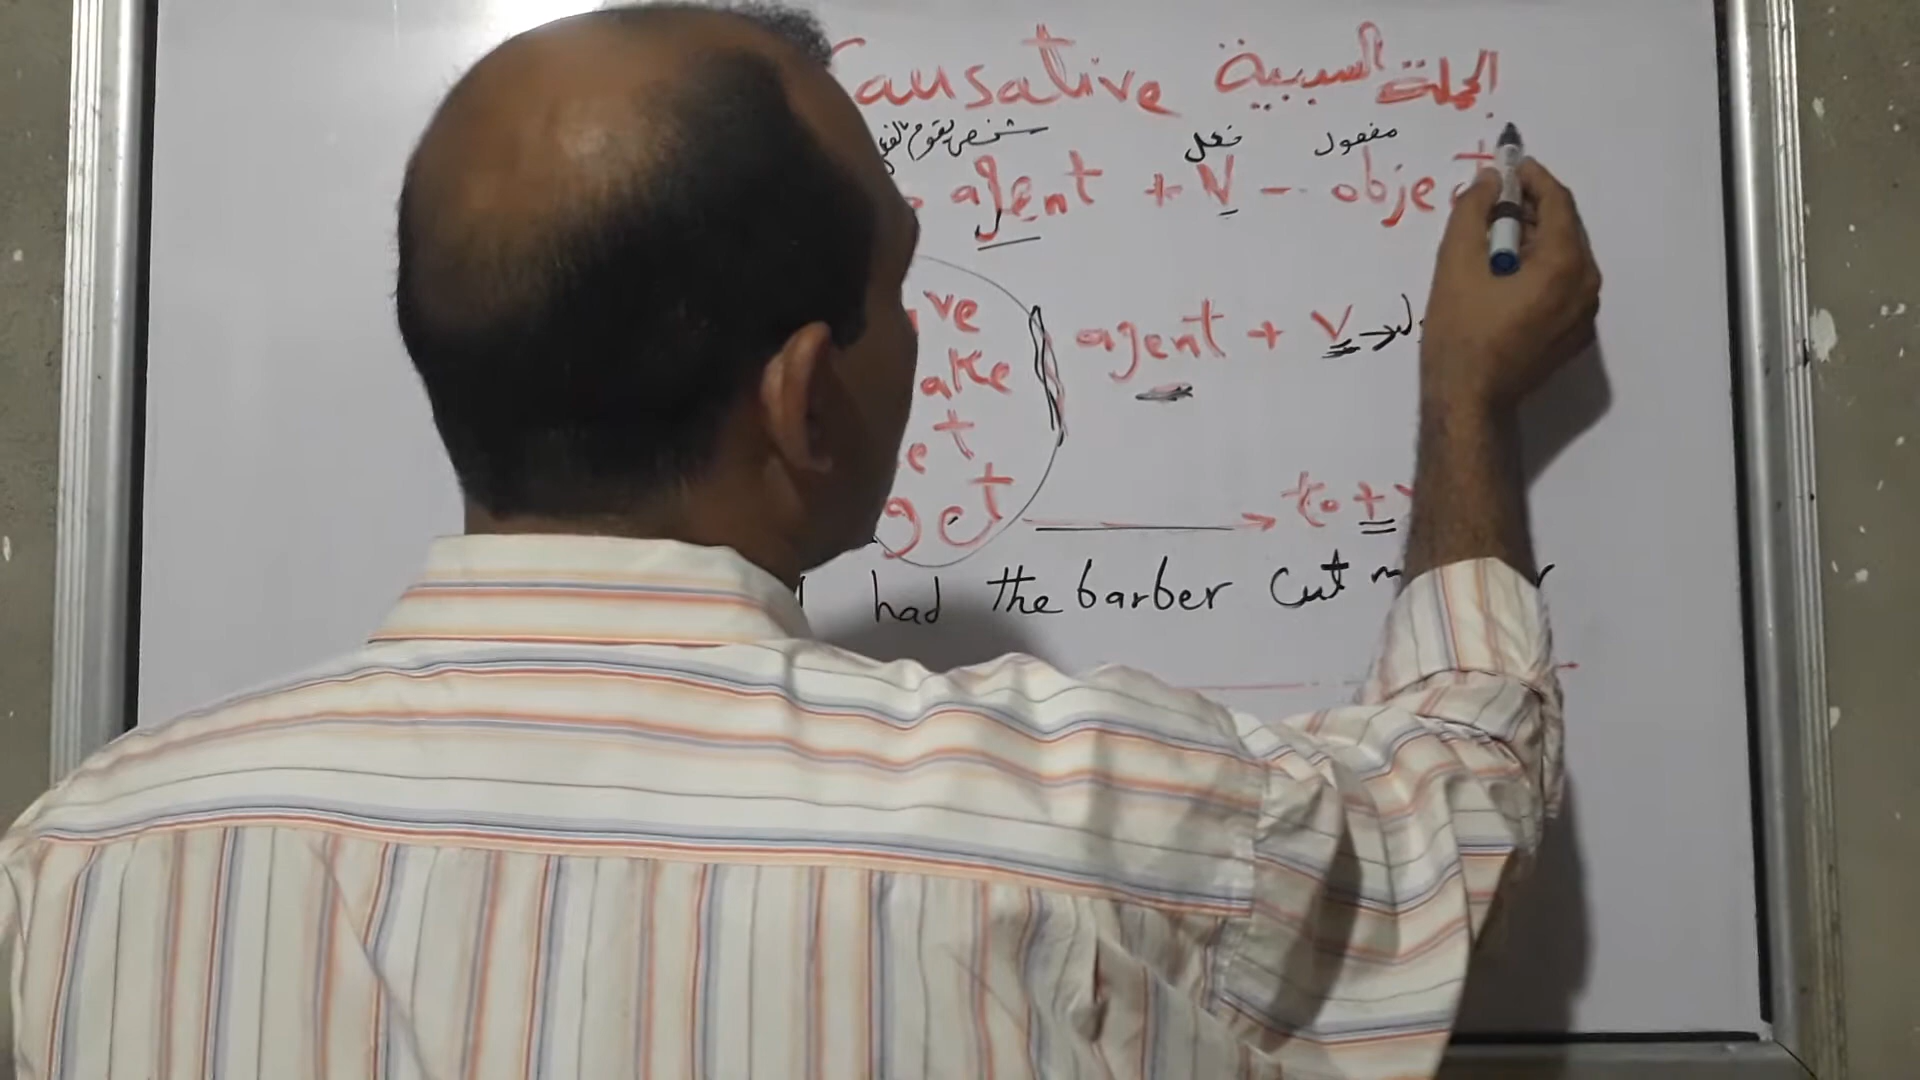 Causative الجملة السببية
شخص يقوم فعل مفعول
agent + V - object
ve
ake agent + V →
et
get → to + V
I had the barber cut